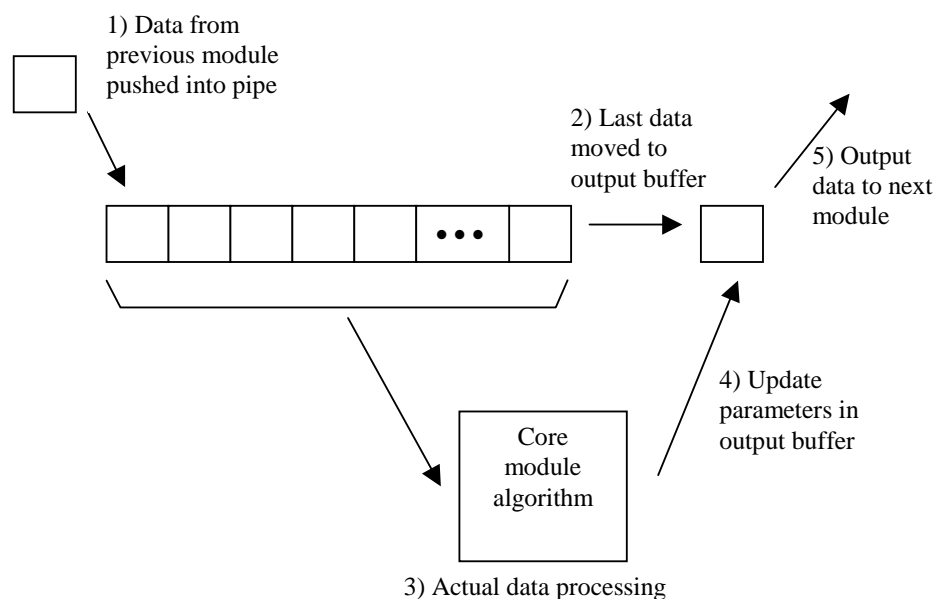 1) Data from
previous module
pushed into pipe
2) Last data
moved to
output buffer
5) Output
data to next
module
4) Update
parameters in
output buffer
Core
module
algorithm
3) Actual data processing